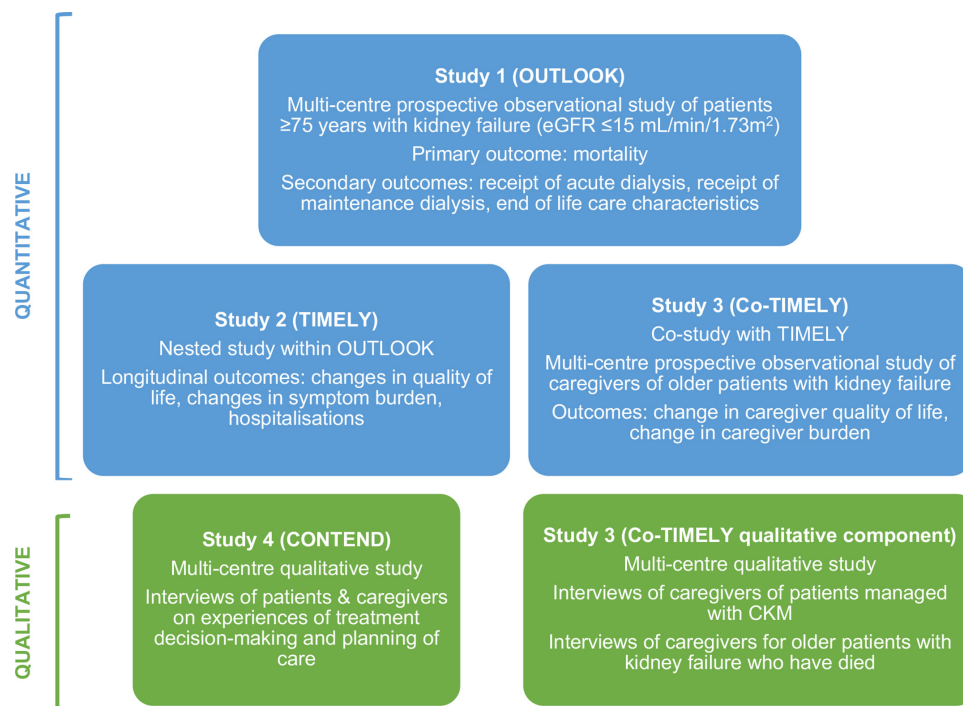 QUANTITATIVE
Study 1 (OUTLOOK)
Multi-centre prospective observational study of patients
≥75 years with kidney failure (eGFR ≤15 mL/min/1.73m²)
Primary outcome: mortality
Secondary outcomes: receipt of acute dialysis, receipt of
maintenance dialysis, end of life care characteristics
Study 2 (TIMELY)
Nested study within OUTLOOK
Longitudinal outcomes: changes in quality of
life, changes in symptom burden,
hospitalisations
Study 3 (Co-TIMELY)
Co-study with TIMELY
Multi-centre prospective observational study of
caregivers of older patients with kidney failure
Outcomes: change in caregiver quality of life,
change in caregiver burden
QUALITATIVE
Study 4 (CONTEND)
Multi-centre qualitative study
Interviews of patients & caregivers
on experiences of treatment
decision-making and planning of
care
Study 3 (Co-TIMELY qualitative component)
Multi-centre qualitative study
Interviews of caregivers of patients managed
with CKM
Interviews of caregivers for older patients with
kidney failure who have died